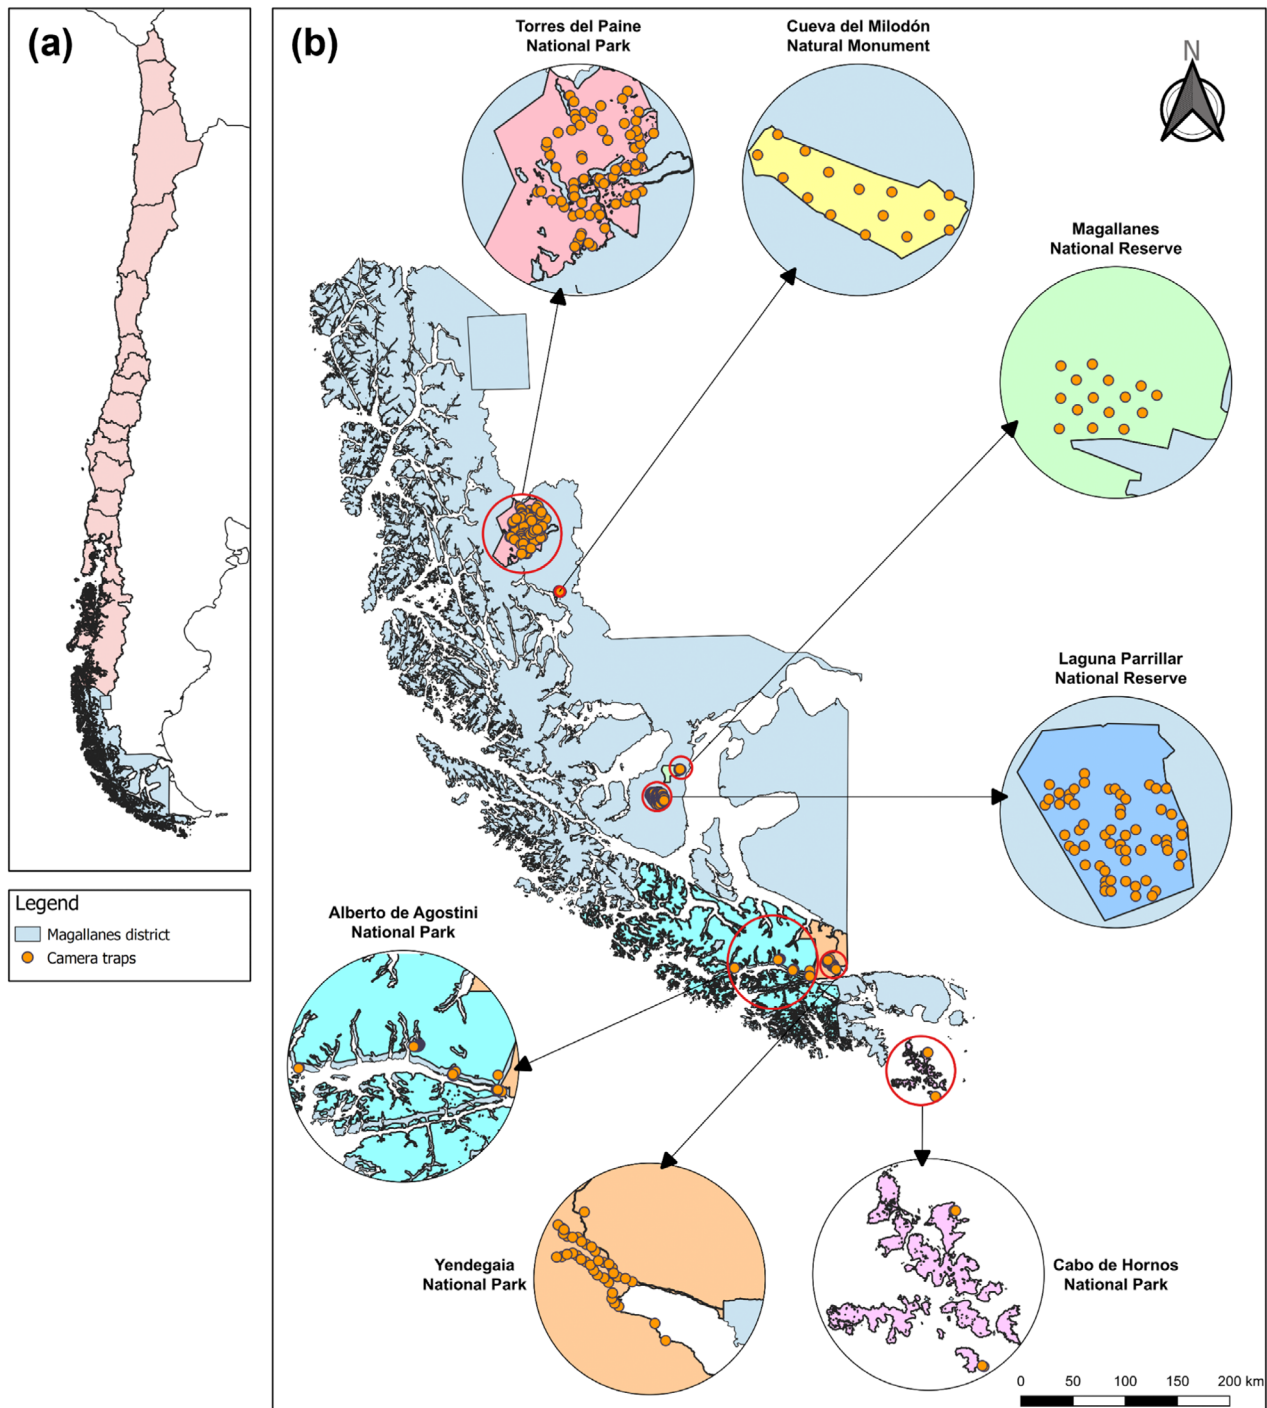 (a)
(b)
Torres del Paine
National Park
Cueva del Milodón
Natural Monument
N
Magallanes
National Reserve
Laguna Parrillar
National Reserve
Legend
Magallanes district
Camera traps
Alberto de Agostini
National Park
Yendegaia
National Park
Cabo de Hornos
National Park
0 50 100 150 200 km